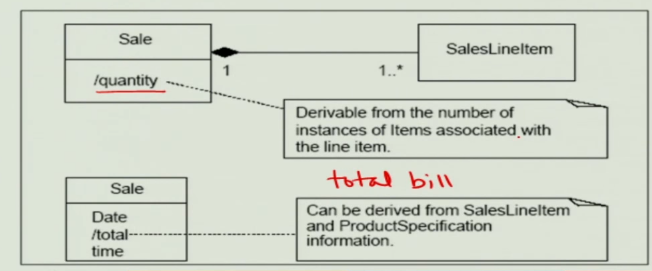 Sale
SalesLineItem
1
1..*
/quantity
Derivable from the number of
instances of Items associated with
the line item.
total bill
Sale
Date
/total
time
Can be derived from SalesLineItem
and ProductSpecification
information.